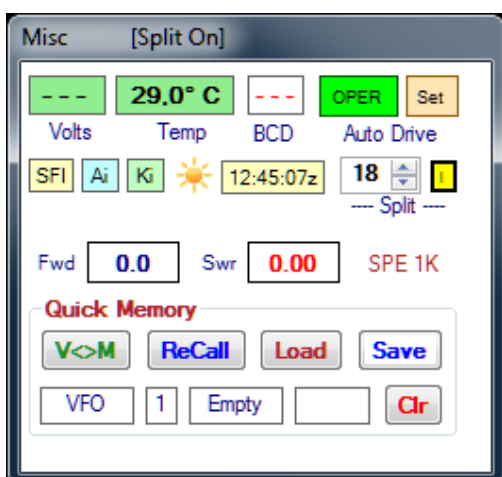 Misc [Split On]
--- 29.0° C --- OPER Set
Volts Temp BCD Auto Drive
SFI Ai Ki 12:45:07z 18 I
---- Split ----
Fwd 0.0 Swr 0.00 SPE 1K
Quick Memory
V<>M ReCall Load Save
VFO 1 Empty Clr